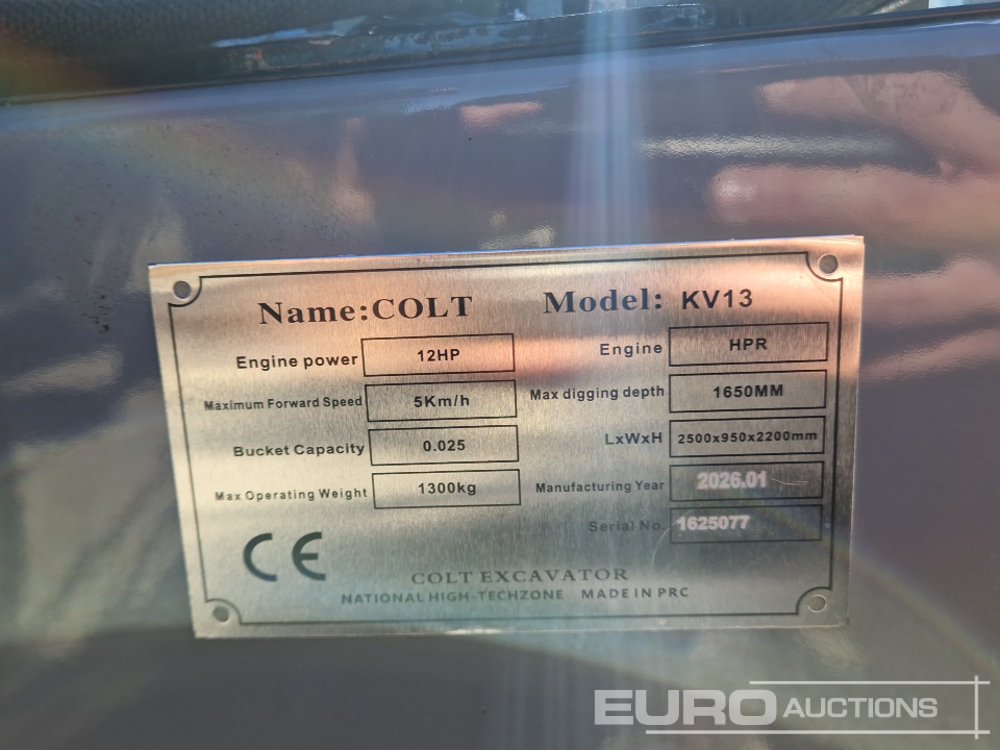 Name:COLT Model: KV13
Engine power 12HP Engine HPR
Maximum Forward Speed 5Km/h Max digging depth 1650MM
Bucket Capacity 0.025 LxWxH 2500x950x2200mm
Max Operating Weight 1300kg Manufacturing Year 2026.01
Serial No. 1625077
CE
COLT EXCAVATOR
NATIONAL HIGH-TECHZONE MADE IN PRC
EURO AUCTIONS